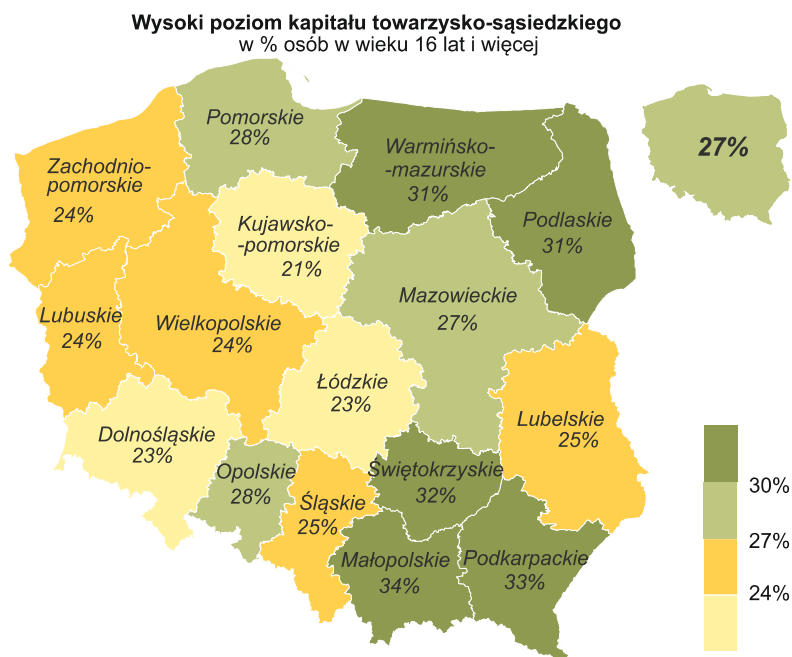 Wysoki poziom kapitału towarzysko-sąsiedzkiego
w % osób w wieku 16 lat i więcej
Pomorskie
28%
Warmińsko-
-mazurskie
31%
27%
Zachodnio-
pomorskie
24%
Kujawsko-
-pomorskie
21%
Podlaskie
31%
Mazowieckie
27%
Lubuskie
24%
Wielkopolskie
24%
Łódzkie
23%
Lubelskie
25%
Dolnośląskie
23%
Opolskie
28%
Świętokrzyskie
32%
Śląskie
25%
Małopolskie
34%
Podkarpackie
33%
30%
27%
24%